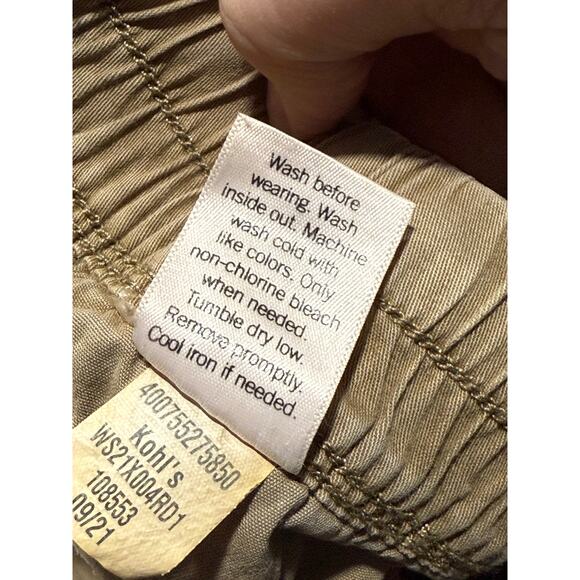 Wash before
wearing. Wash
inside out. Machine
wash cold with
like colors. Only
non-chlorine bleach
when needed.
Tumble dry low.
Remove promptly.
Cool iron if needed.
400755275850
Kohl's
WS21X004RD1
108553
09/21